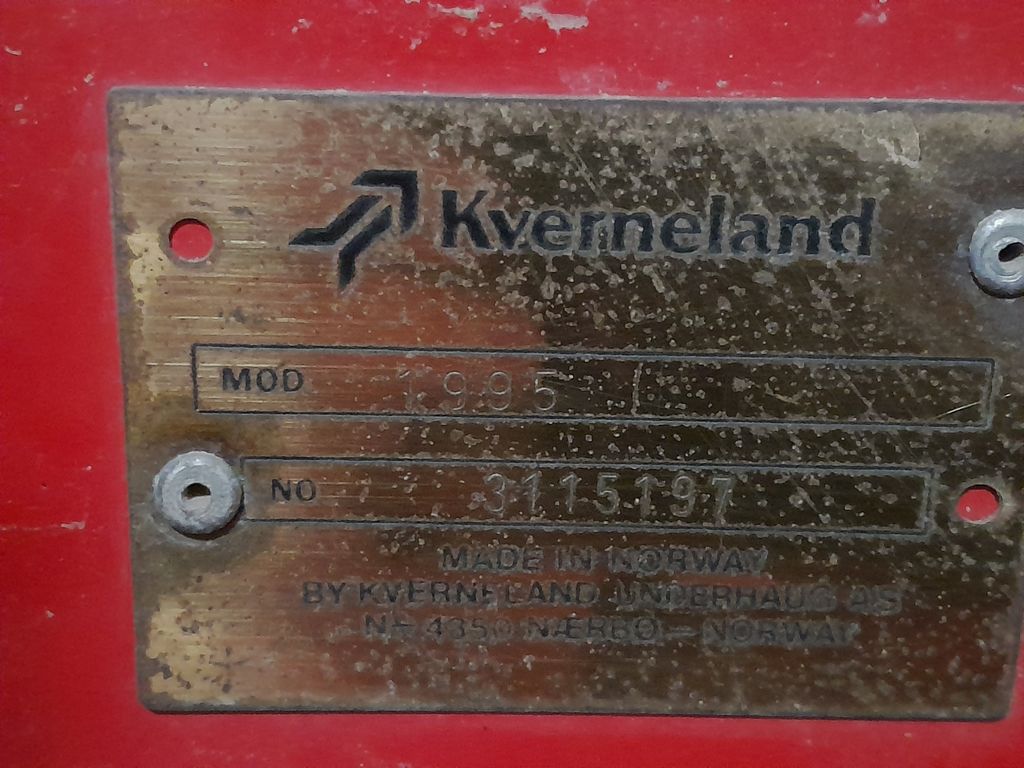 Kverneland
MOD 1995
NO 3115197
MADE IN NORWAY
BY KVERNELAND UNDERHAUG AS
N - 4350 NÆRBØ - NORWAY